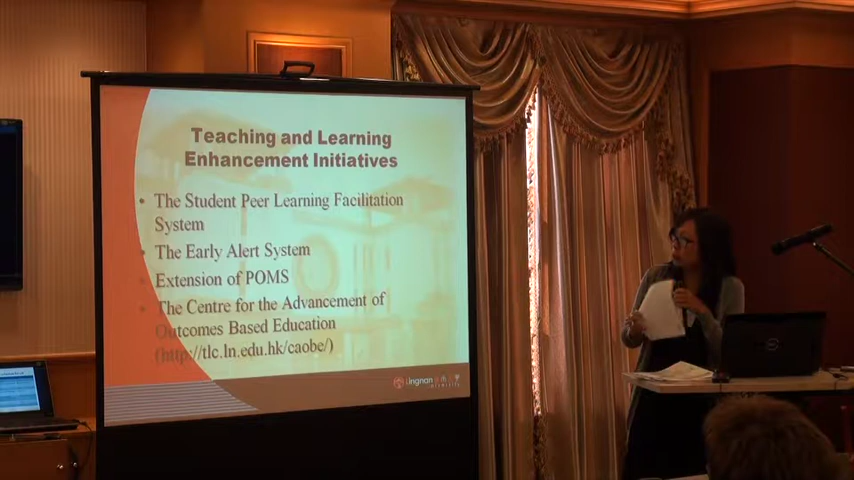 Teaching and Learning
Enhancement Initiatives
• The Student Peer Learning Facilitation
System
• The Early Alert System
• Extension of POMS
• The Centre for the Advancement of
Outcomes Based Education
(http://tlc.ln.edu.hk/caobe/)
Lingnan